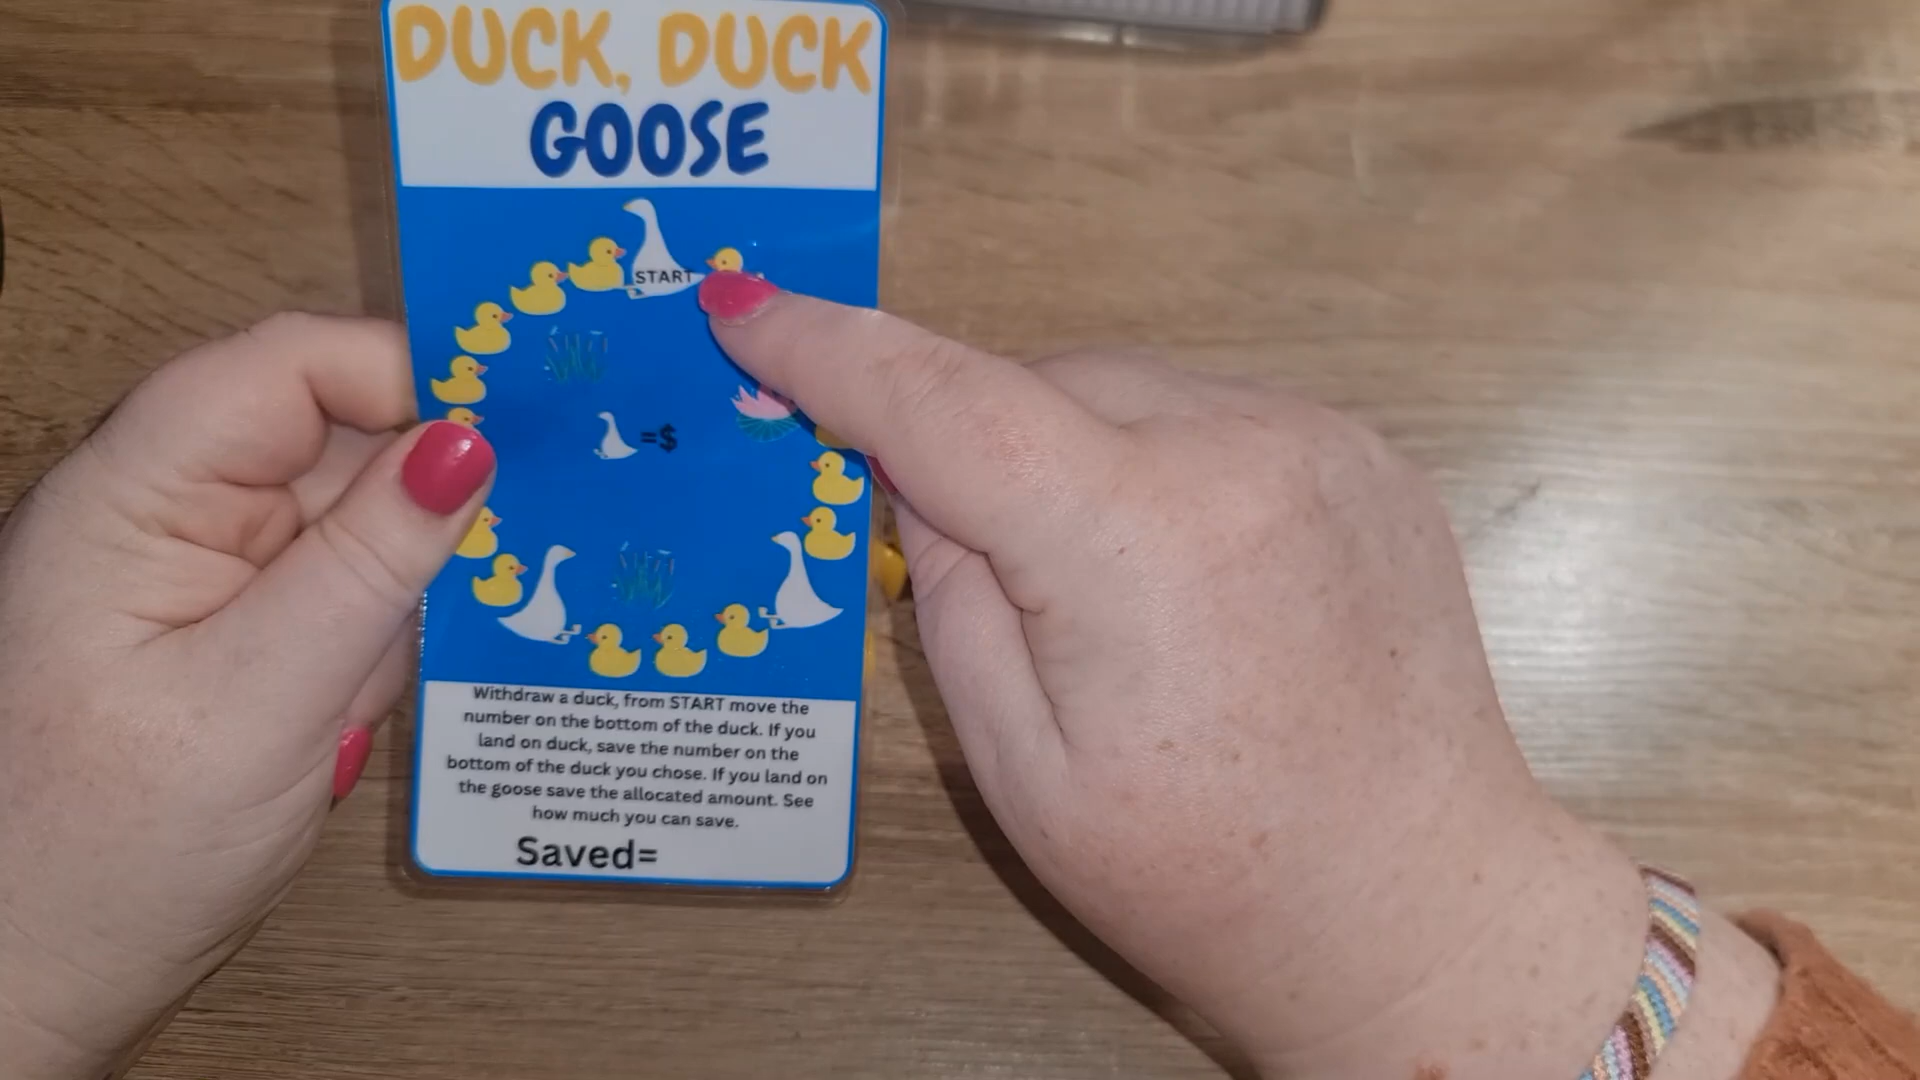 DUCK, DUCK
GOOSE
START
=$
Withdraw a duck, from START move the
number on the bottom of the duck. If you
land on duck, save the number on the
bottom of the duck you chose. If you land on
the goose save the allocated amount. See
how much you can save.
Saved=